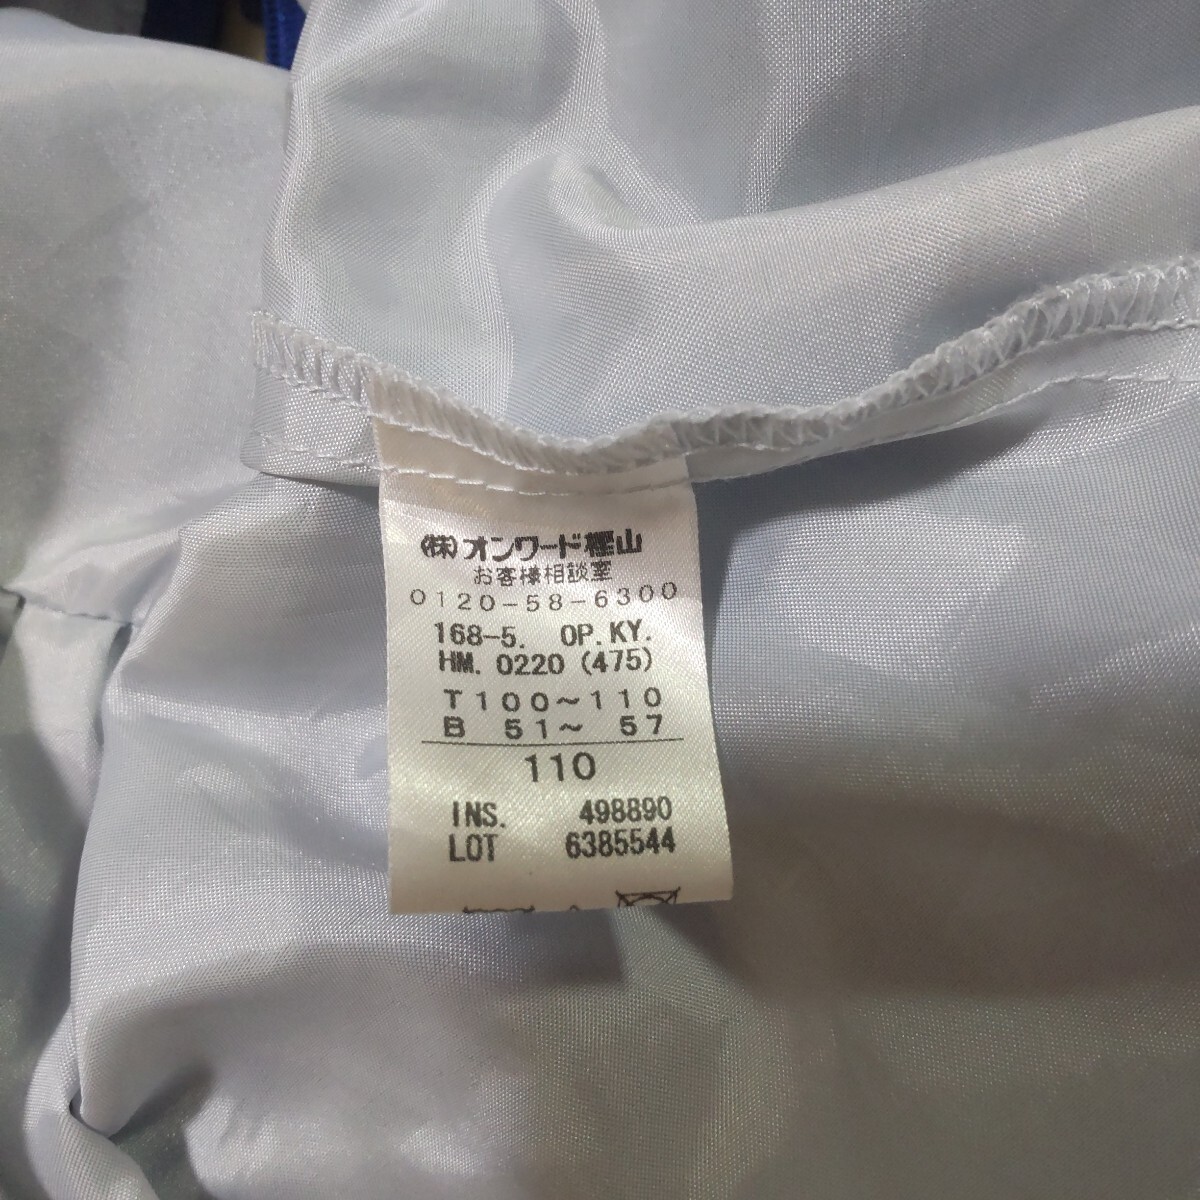 (株)オンワード樫山
お客様相談室
0120-58-6300
168-5. OP.KY.
HM. 0220 (475)
T100～110
B 51～ 57
110
INS. 498890
LOT 6385544